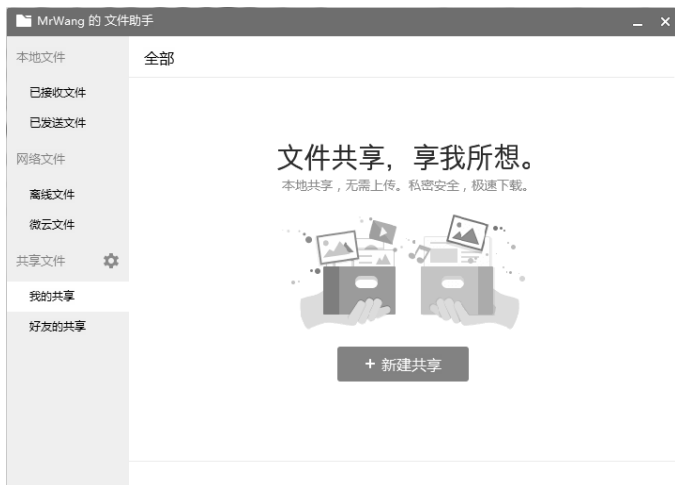 MrWang 的 文件助手
本地文件
已接收文件
已发送文件
网络文件
离线文件
微云文件
共享文件
我的共享
好友的共享
全部
文件共享，享我所想。
本地共享，无需上传。私密安全，极速下载。
+ 新建共享